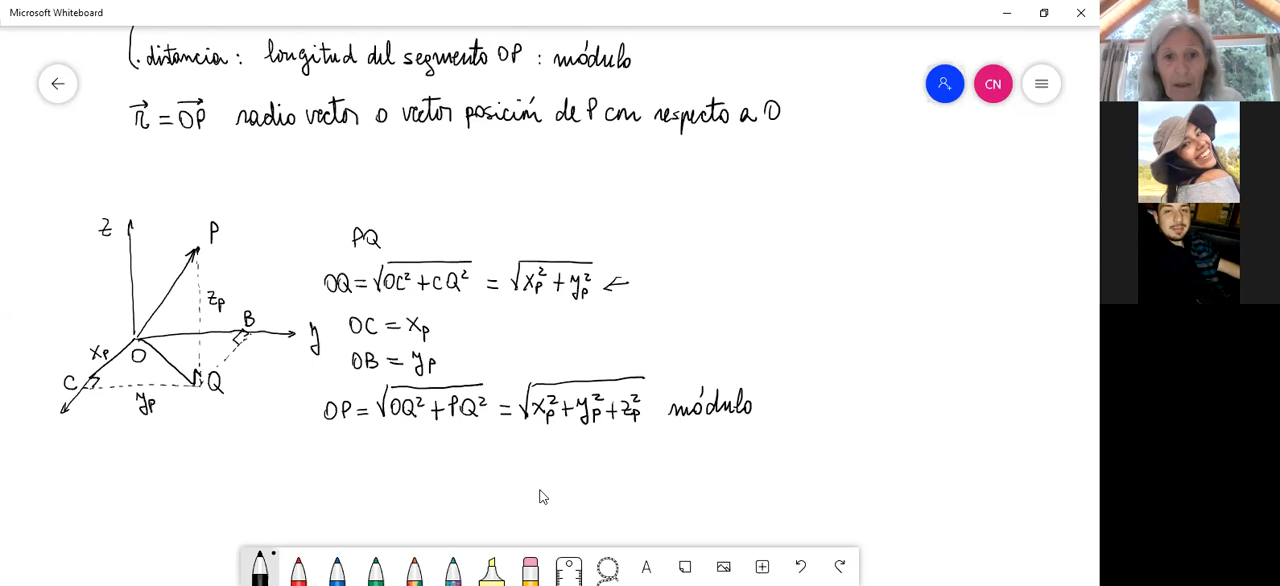 Microsoft Whiteboard
distancia : longitud del segmento OP : módulo
r⃗ = OP⃗ radio vector o vector posición de P con respecto a O
CN
Z
P
PQ
OQ = √OC² + CQ² = √xp² + yp² ←
zp
B
OC = xp
y
xp
O
OB = yp
C
Q
yp
OP = √OQ² + PQ² = √xp² + yp² + zp² módulo
A